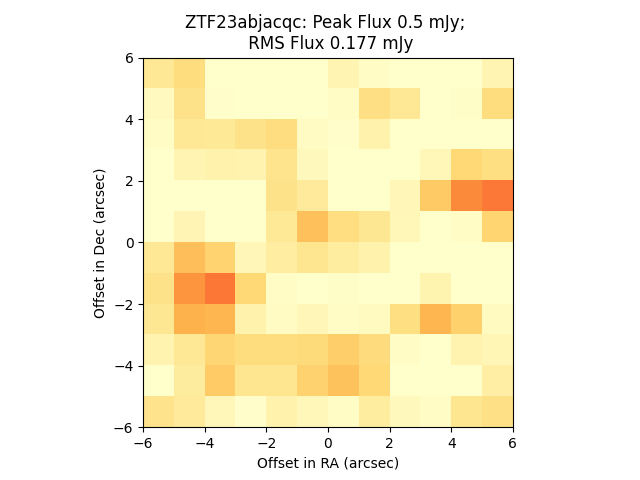 ZTF23abjacqc: Peak Flux 0.5 mJy;
RMS Flux 0.177 mJy
6
4
2
0
−2
−4
−6
Offset in Dec (arcsec)
−6 −4 −2 0 2 4 6
Offset in RA (arcsec)